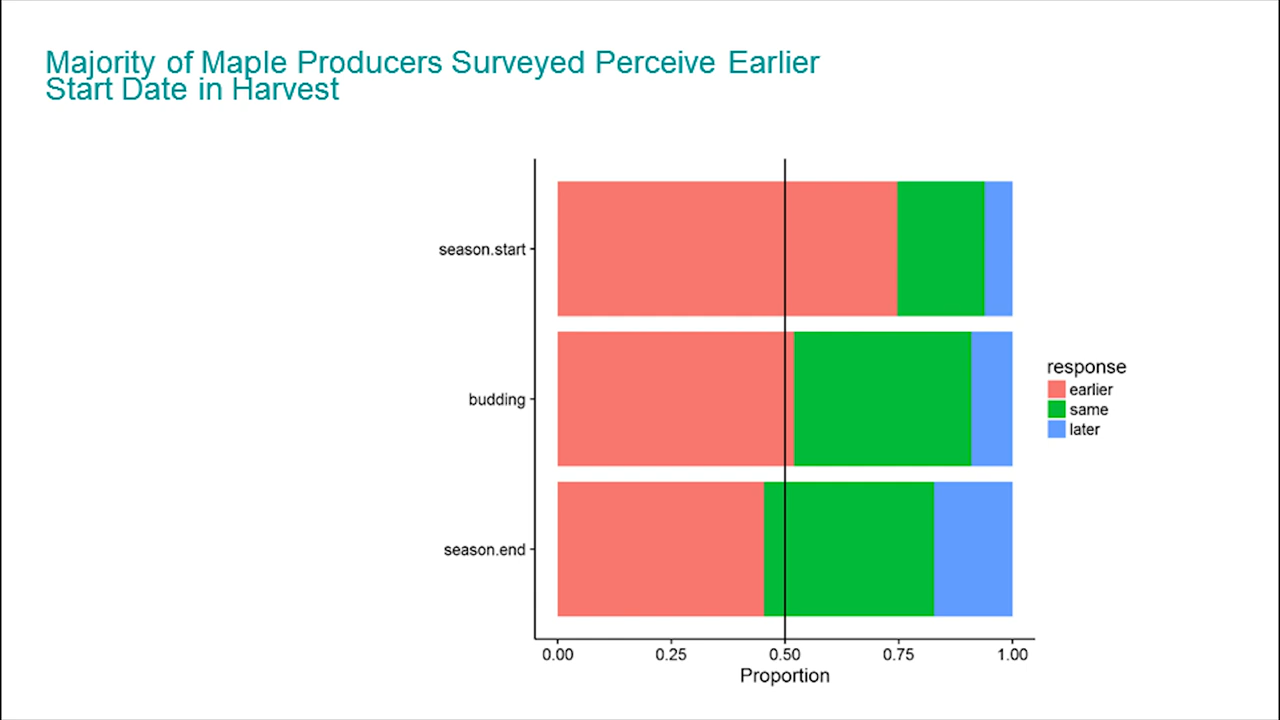 Majority of Maple Producers Surveyed Perceive Earlier
Start Date in Harvest
season.start
budding
season.end
response
earlier
same
later
0.00 0.25 0.50 0.75 1.00
Proportion